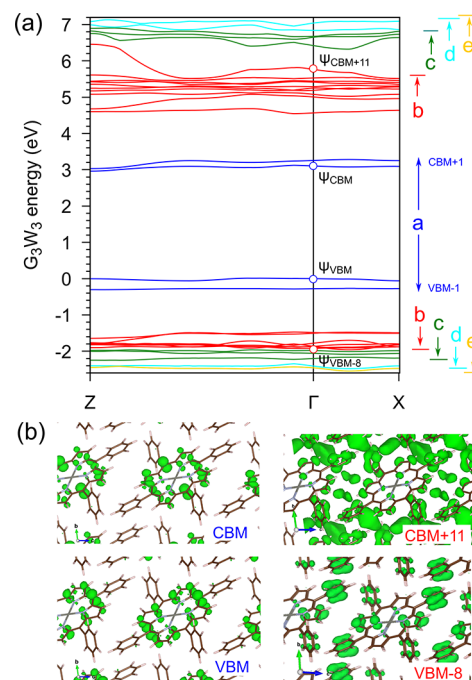 (a)
7
6
5
4
3
2
1
0
-1
-2
G₃W₃ energy (eV)
ΨCBM+11
ΨCBM
ΨVBM
ΨVBM-8
c
d
e
b
CBM+1
a
VBM-1
b
c
d
e
Z
Γ
X
(b)
b
CBM
CBM+11
b
VBM
b
VBM-8